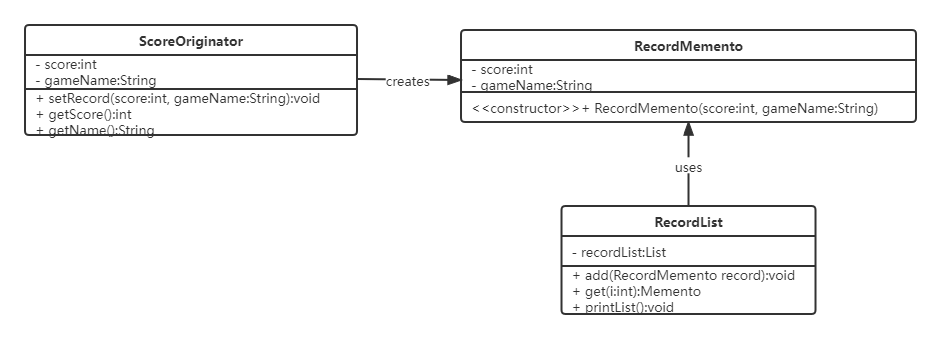 ScoreOriginator
- score:int
- gameName:String
+ setRecord(score:int, gameName:String):void
+ getScore():int
+ getName():String
creates
RecordMemento
- score:int
- gameName:String
<<constructor>>+ RecordMemento(score:int, gameName:String)
uses
RecordList
- recordList:List
+ add(RecordMemento record):void
+ get(i:int):Memento
+ printList():void